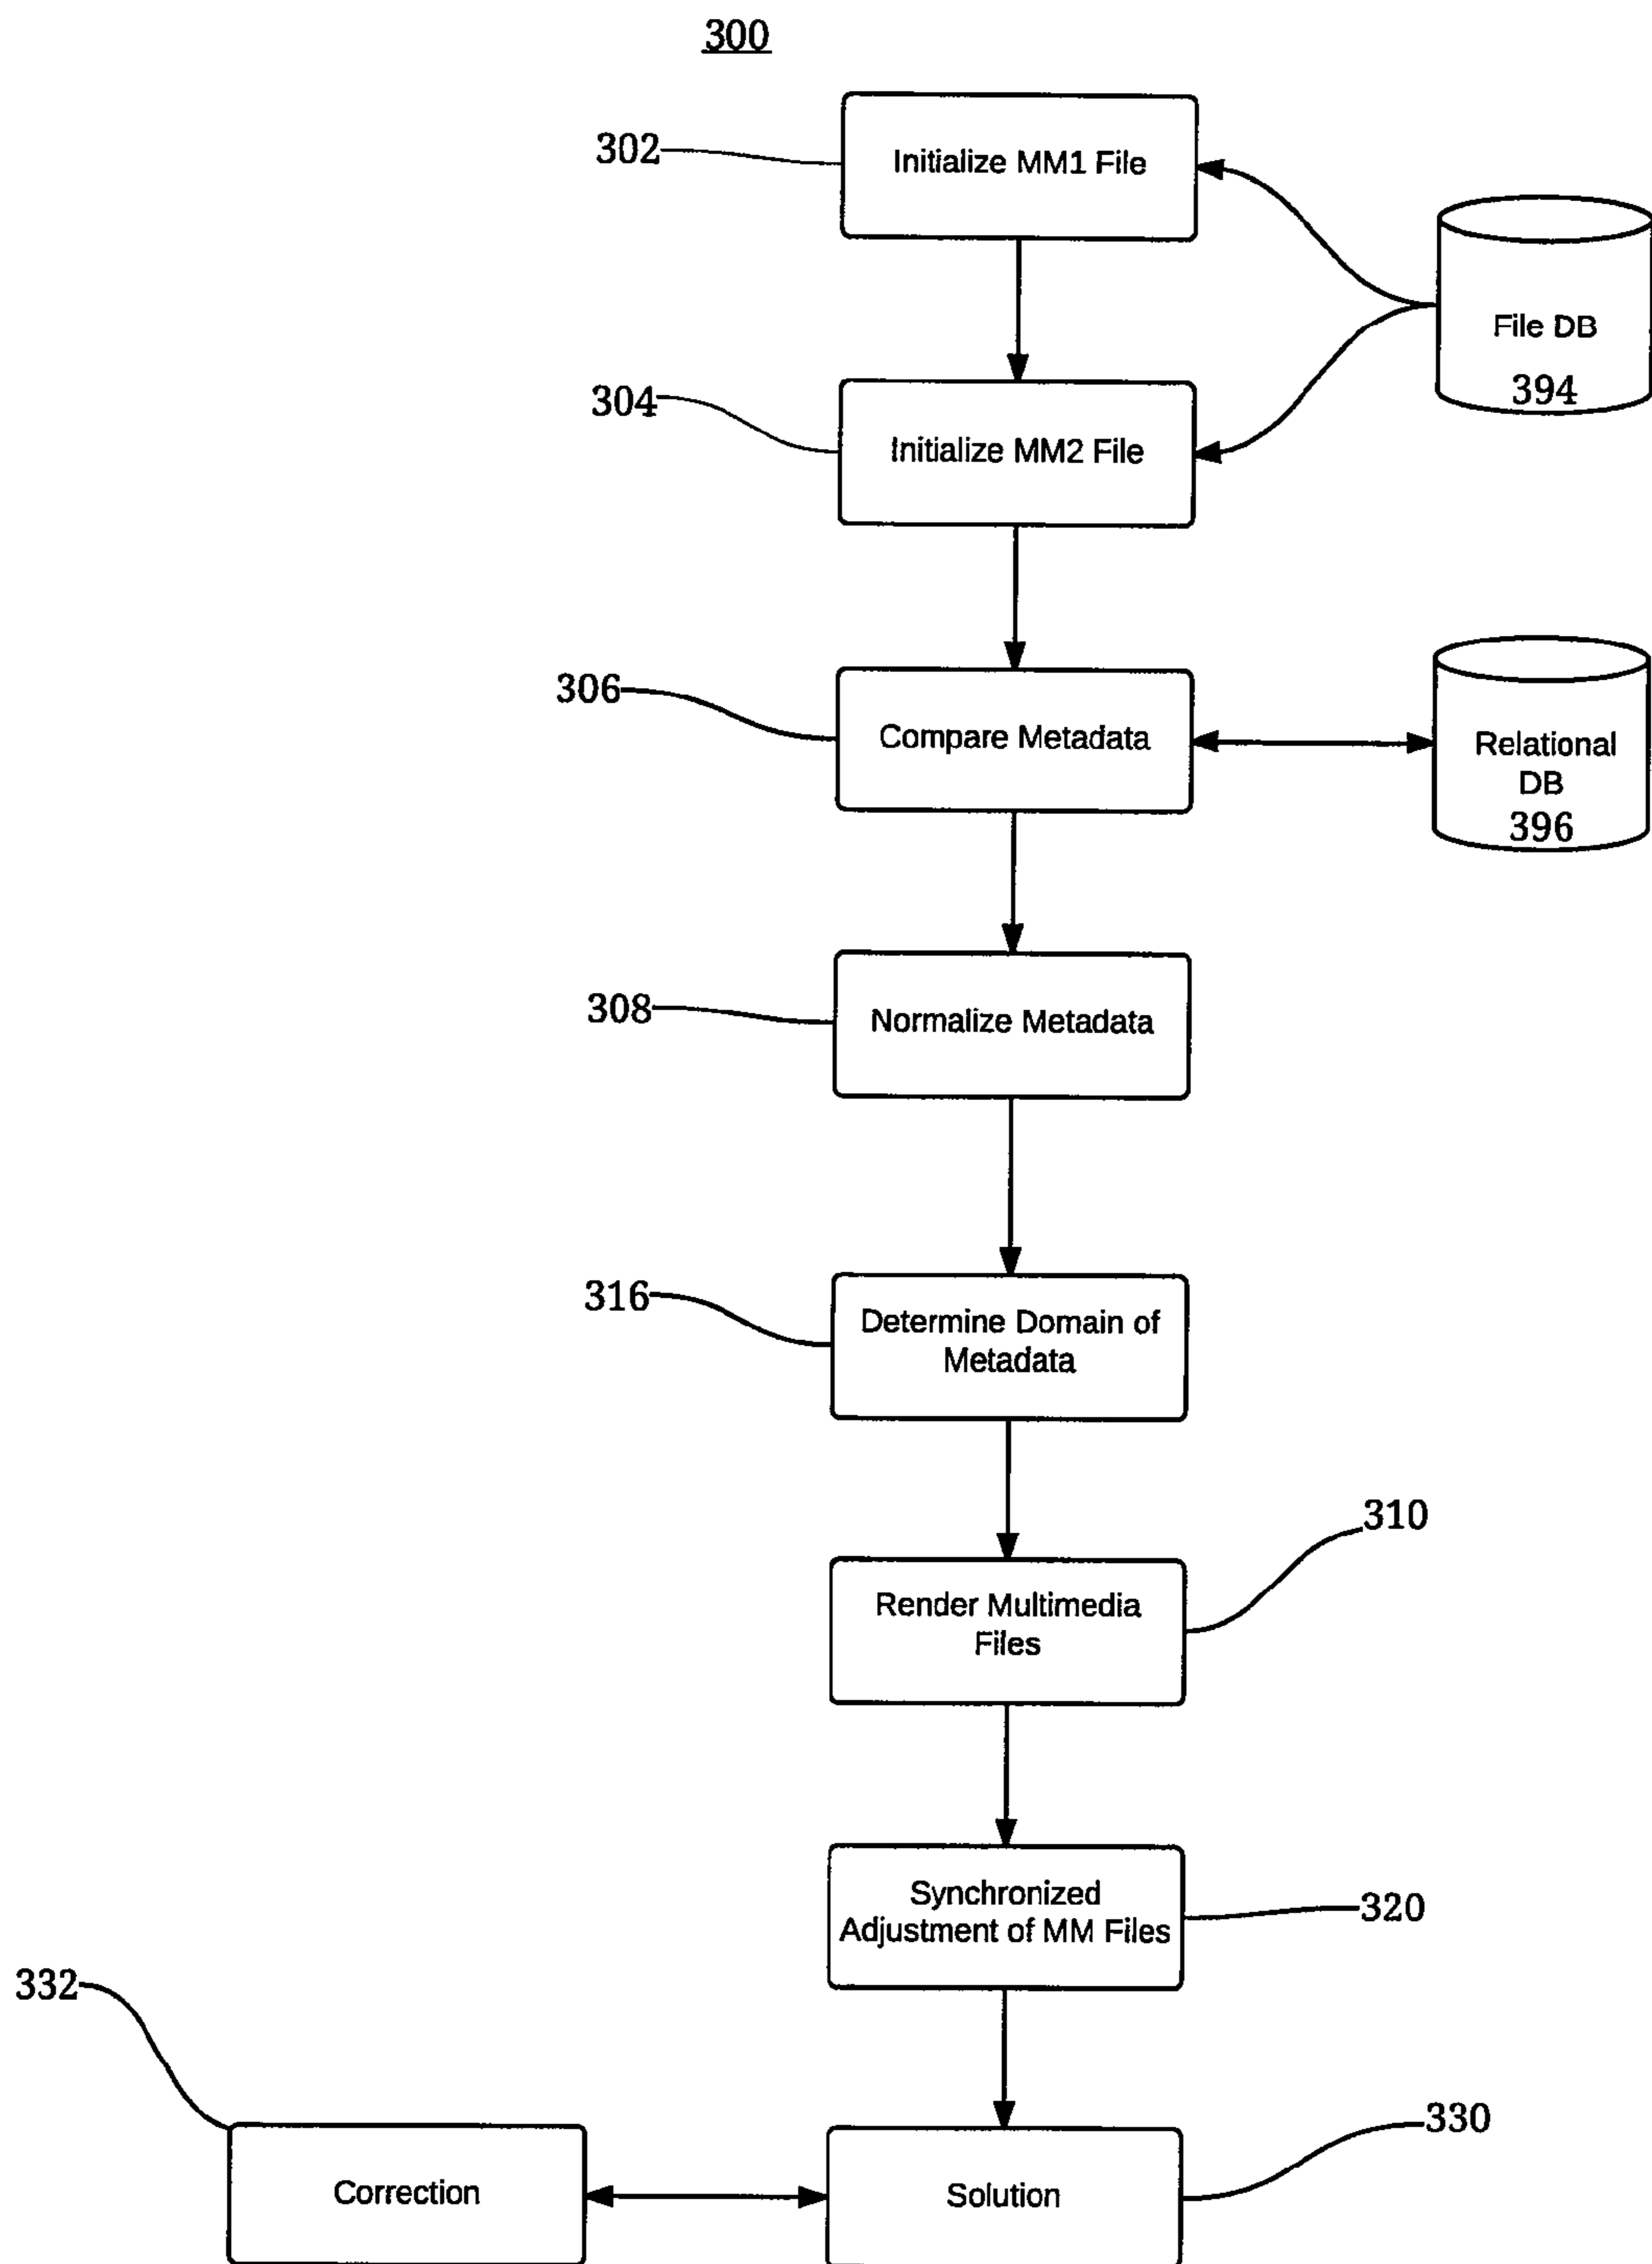 300
302
Initialize MM1 File
File DB
394
304
Initialize MM2 File
306
Compare Metadata
Relational
DB
396
308
Normalize Metadata
316
Determine Domain of
Metadata
310
Render Multimedia
Files
Synchronized
Adjustment of MM Files
320
332
330
Correction
Solution